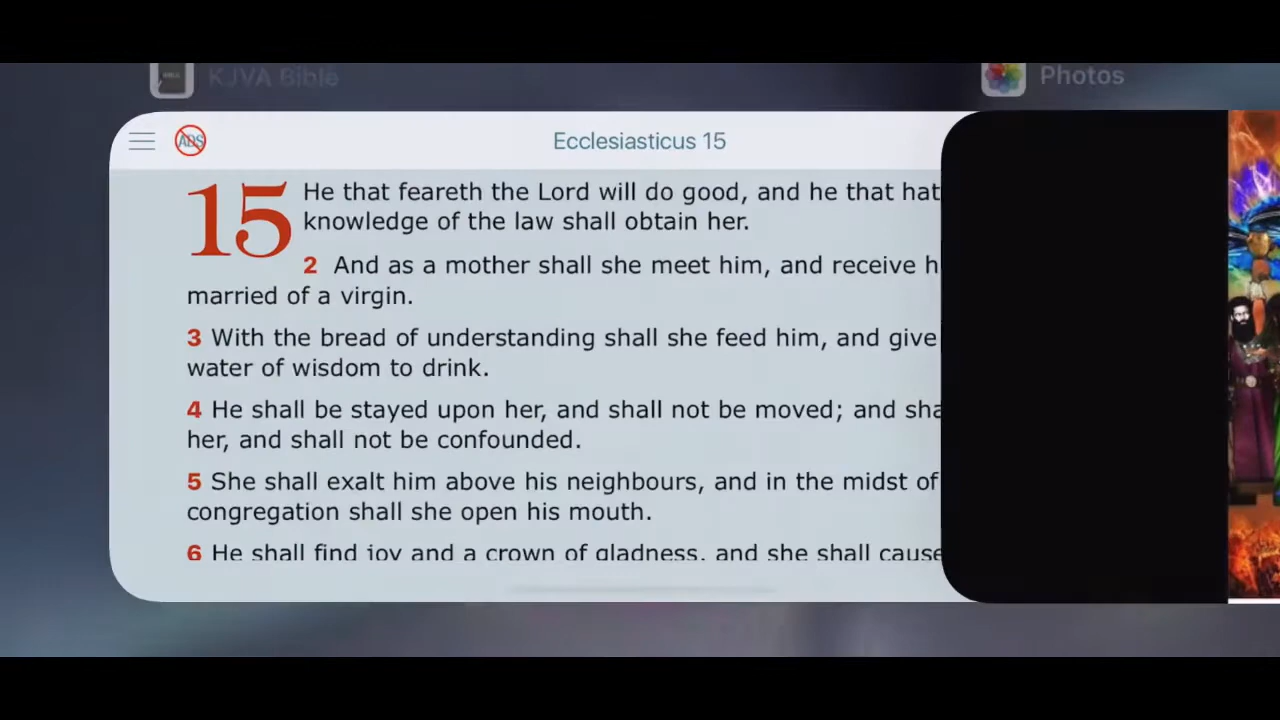 KJVA Bible
Photos
ADS
Ecclesiasticus 15
15 He that feareth the Lord will do good, and he that hat
knowledge of the law shall obtain her.
2 And as a mother shall she meet him, and receive h
married of a virgin.
3 With the bread of understanding shall she feed him, and give
water of wisdom to drink.
4 He shall be stayed upon her, and shall not be moved; and sha
her, and shall not be confounded.
5 She shall exalt him above his neighbours, and in the midst of
congregation shall she open his mouth.
6 He shall find joy and a crown of gladness, and she shall cause